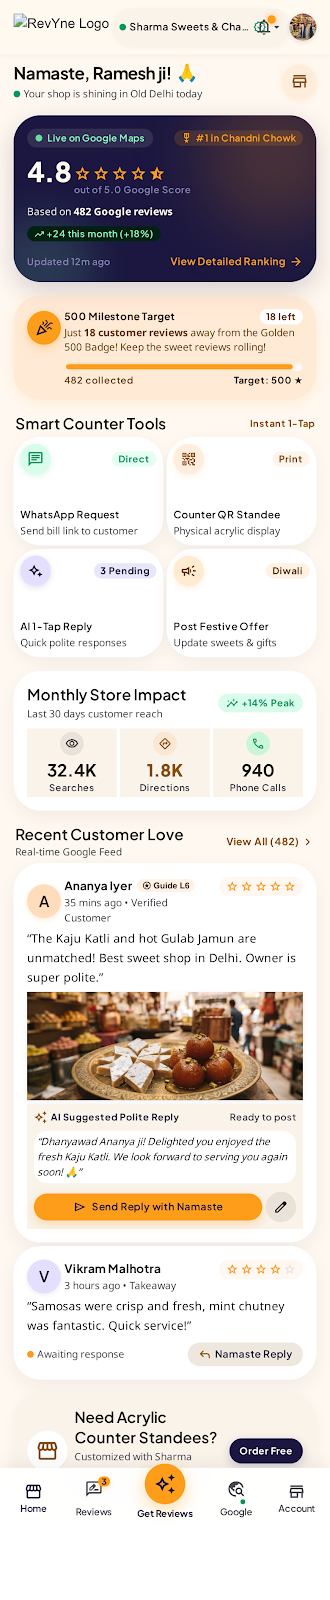 RevYne Logo
Sharma Sweets & Cha...
Namaste, Ramesh ji! 🙏
Your shop is shining in Old Delhi today
Live on Google Maps
#1 in Chandni Chowk
4.8
out of 5.0 Google Score
Based on 482 Google reviews
+24 this month (+18%)
Updated 12m ago
View Detailed Ranking →
500 Milestone Target
18 left
Just 18 customer reviews away from the Golden
500 Badge! Keep the sweet reviews rolling!
482 collected
Target: 500 ★
Smart Counter Tools
Instant 1-Tap
Direct
WhatsApp Request
Send bill link to customer
Print
Counter QR Standee
Physical acrylic display
3 Pending
AI 1-Tap Reply
Quick polite responses
Diwali
Post Festive Offer
Update sweets & gifts
Monthly Store Impact
Last 30 days customer reach
+14% Peak
32.4K
Searches
1.8K
Directions
940
Phone Calls
Recent Customer Love
Real-time Google Feed
View All (482)
A
Ananya Iyer
Guide L6
35 mins ago • Verified
Customer
“The Kaju Katli and hot Gulab Jamun are
unmatched! Best sweet shop in Delhi. Owner is
super polite.”
AI Suggested Polite Reply
Ready to post
“Dhanyawad Ananya ji! Delighted you enjoyed the
fresh Kaju Katli. We look forward to serving you again
soon! 🙏”
Send Reply with Namaste
V
Vikram Malhotra
3 hours ago • Takeaway
“Samosas were crisp and fresh, mint chutney
was fantastic. Quick service!”
Awaiting response
Namaste Reply
Need Acrylic
Counter Standees?
Customized with Sharma
Order Free
Home
3
Reviews
Get Reviews
Google
Account